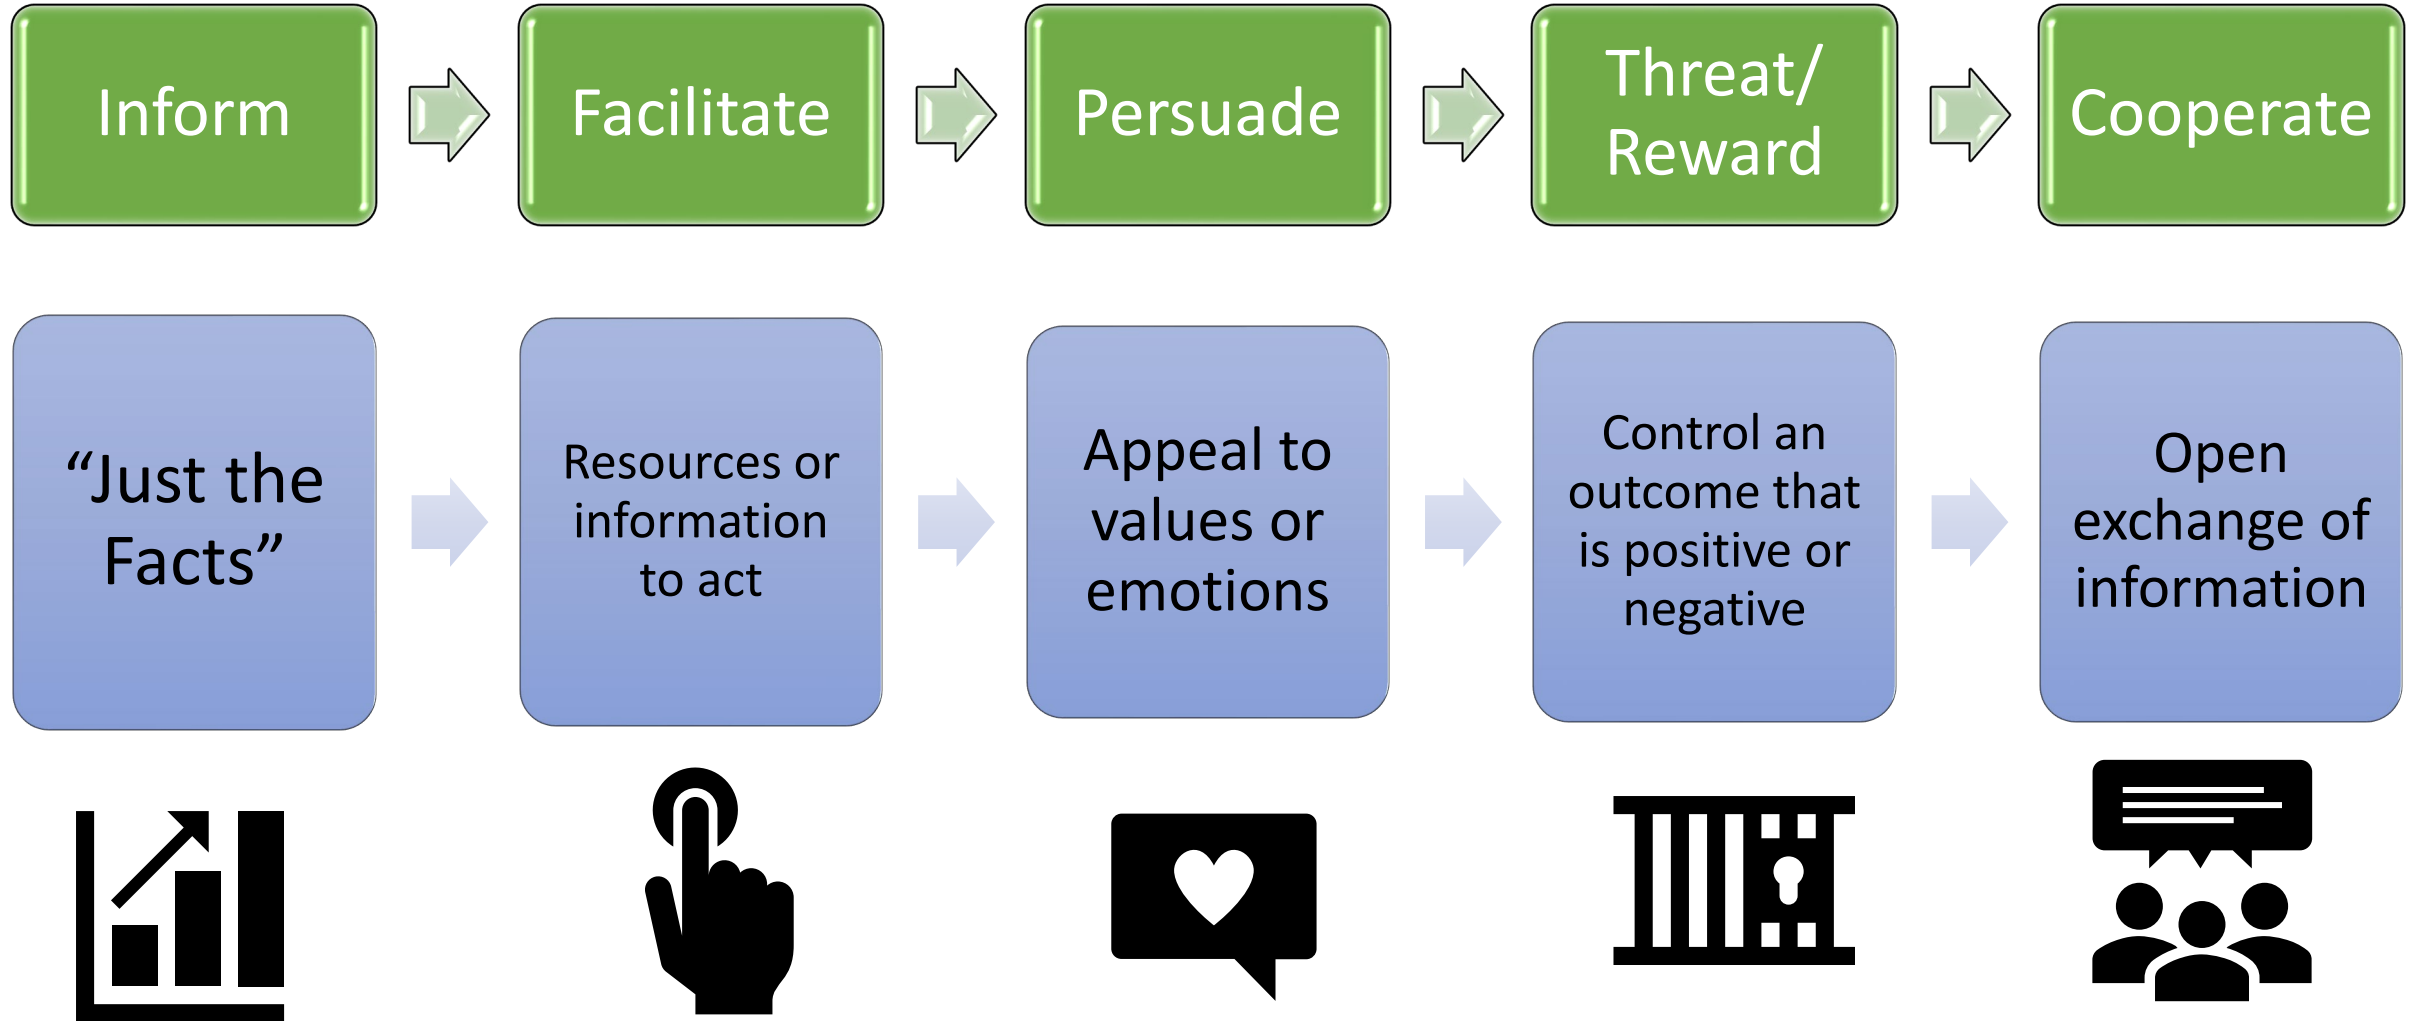 Inform
Facilitate
Persuade
Threat/
Reward
Cooperate
“Just the
Facts”
Resources or
information
to act
Appeal to
values or
emotions
Control an
outcome that
is positive or
negative
Open
exchange of
information